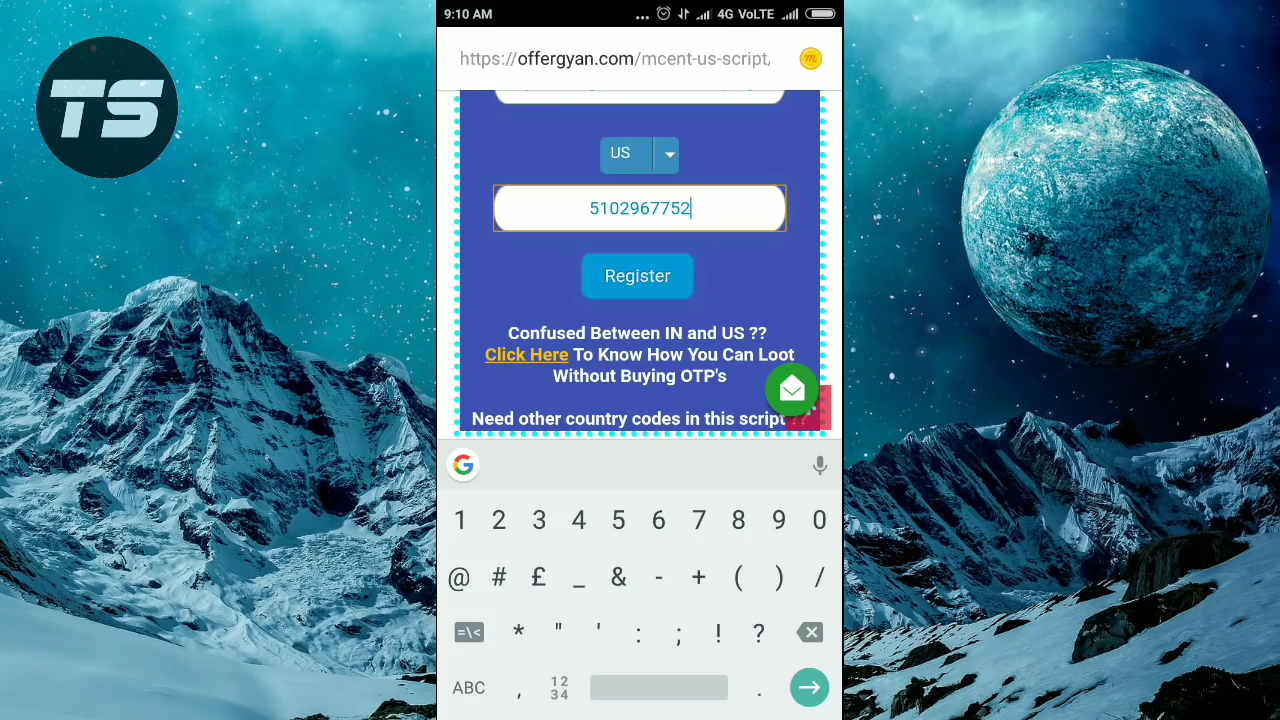 TS
9:10 AM
... 4G VoLTE
https://offergyan.com/mcent-us-script/
m
US
5102967752
Register
Confused Between IN and US ??
Click Here To Know How You Can Loot
Without Buying OTP's
Need other country codes in this script ??
G
1 2 3 4 5 6 7 8 9 0
@ # £ _ & - + ( ) /
=\< * " ' : ; ! ?
ABC , 12 34 .